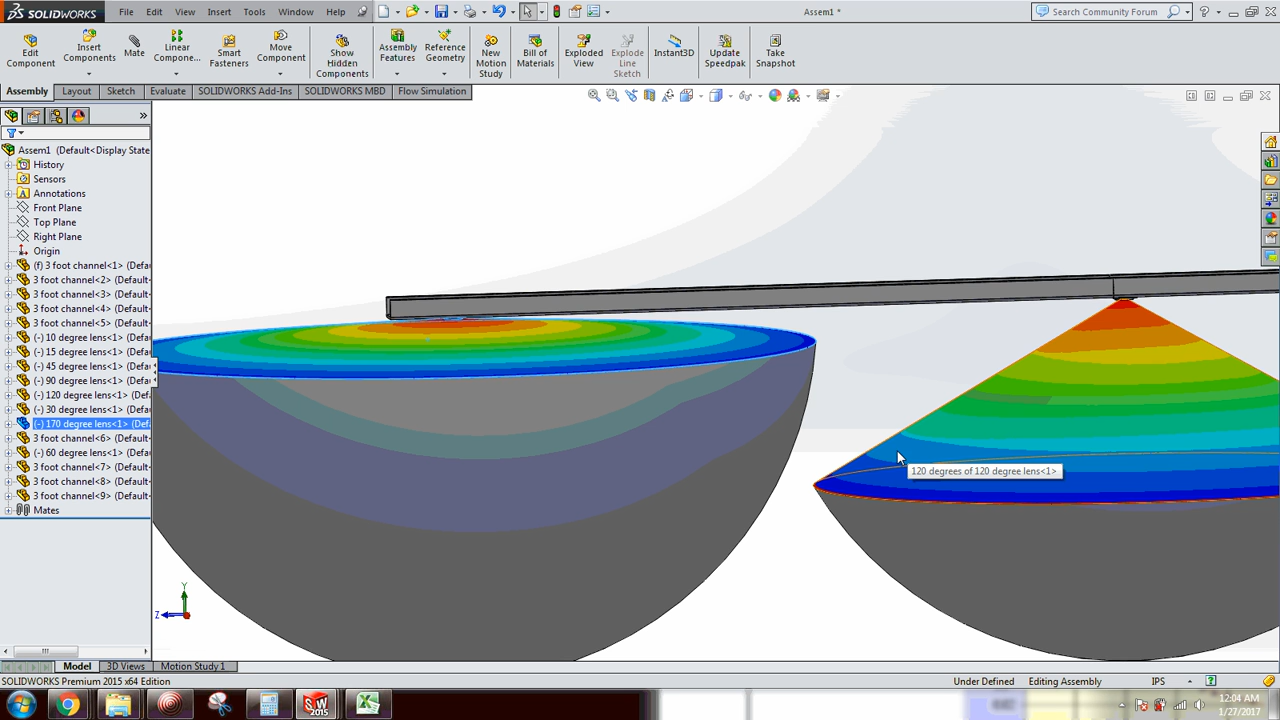 SOLIDWORKS File Edit View Insert Tools Window Help Assem1 * Search Community Forum
Edit Component
Insert Components
Mate
Linear Compone...
Smart Fasteners
Move Component
Show Hidden Components
Assembly Features
Reference Geometry
New Motion Study
Bill of Materials
Exploded View
Explode Line Sketch
Instant3D
Update Speedpak
Take Snapshot
Assembly Layout Sketch Evaluate SOLIDWORKS Add-Ins SOLIDWORKS MBD Flow Simulation
Assem1 (Default<Display State
History
Sensors
Annotations
Front Plane
Top Plane
Right Plane
Origin
(f) 3 foot channel<1> (Defau
3 foot channel<2> (Default<
3 foot channel<3> (Default<
3 foot channel<4> (Default<
3 foot channel<5> (Default<
(-) 10 degree lens<1> (Defa
(-) 15 degree lens<1> (Defa
(-) 45 degree lens<1> (Defa
(-) 90 degree lens<1> (Defa
(-) 120 degree lens<1> (Def
(-) 30 degree lens<1> (Defa
(-) 170 degree lens<1> (Def
3 foot channel<6> (Default<
(-) 60 degree lens<1> (Defa
3 foot channel<7> (Default<
3 foot channel<8> (Default<
3 foot channel<9> (Default<
Mates
120 degrees of 120 degree lens<1>
Y
Z
Model 3D Views Motion Study 1
SOLIDWORKS Premium 2015 x64 Edition Under Defined Editing Assembly IPS
SW 2015
12:04 AM
1/27/2017